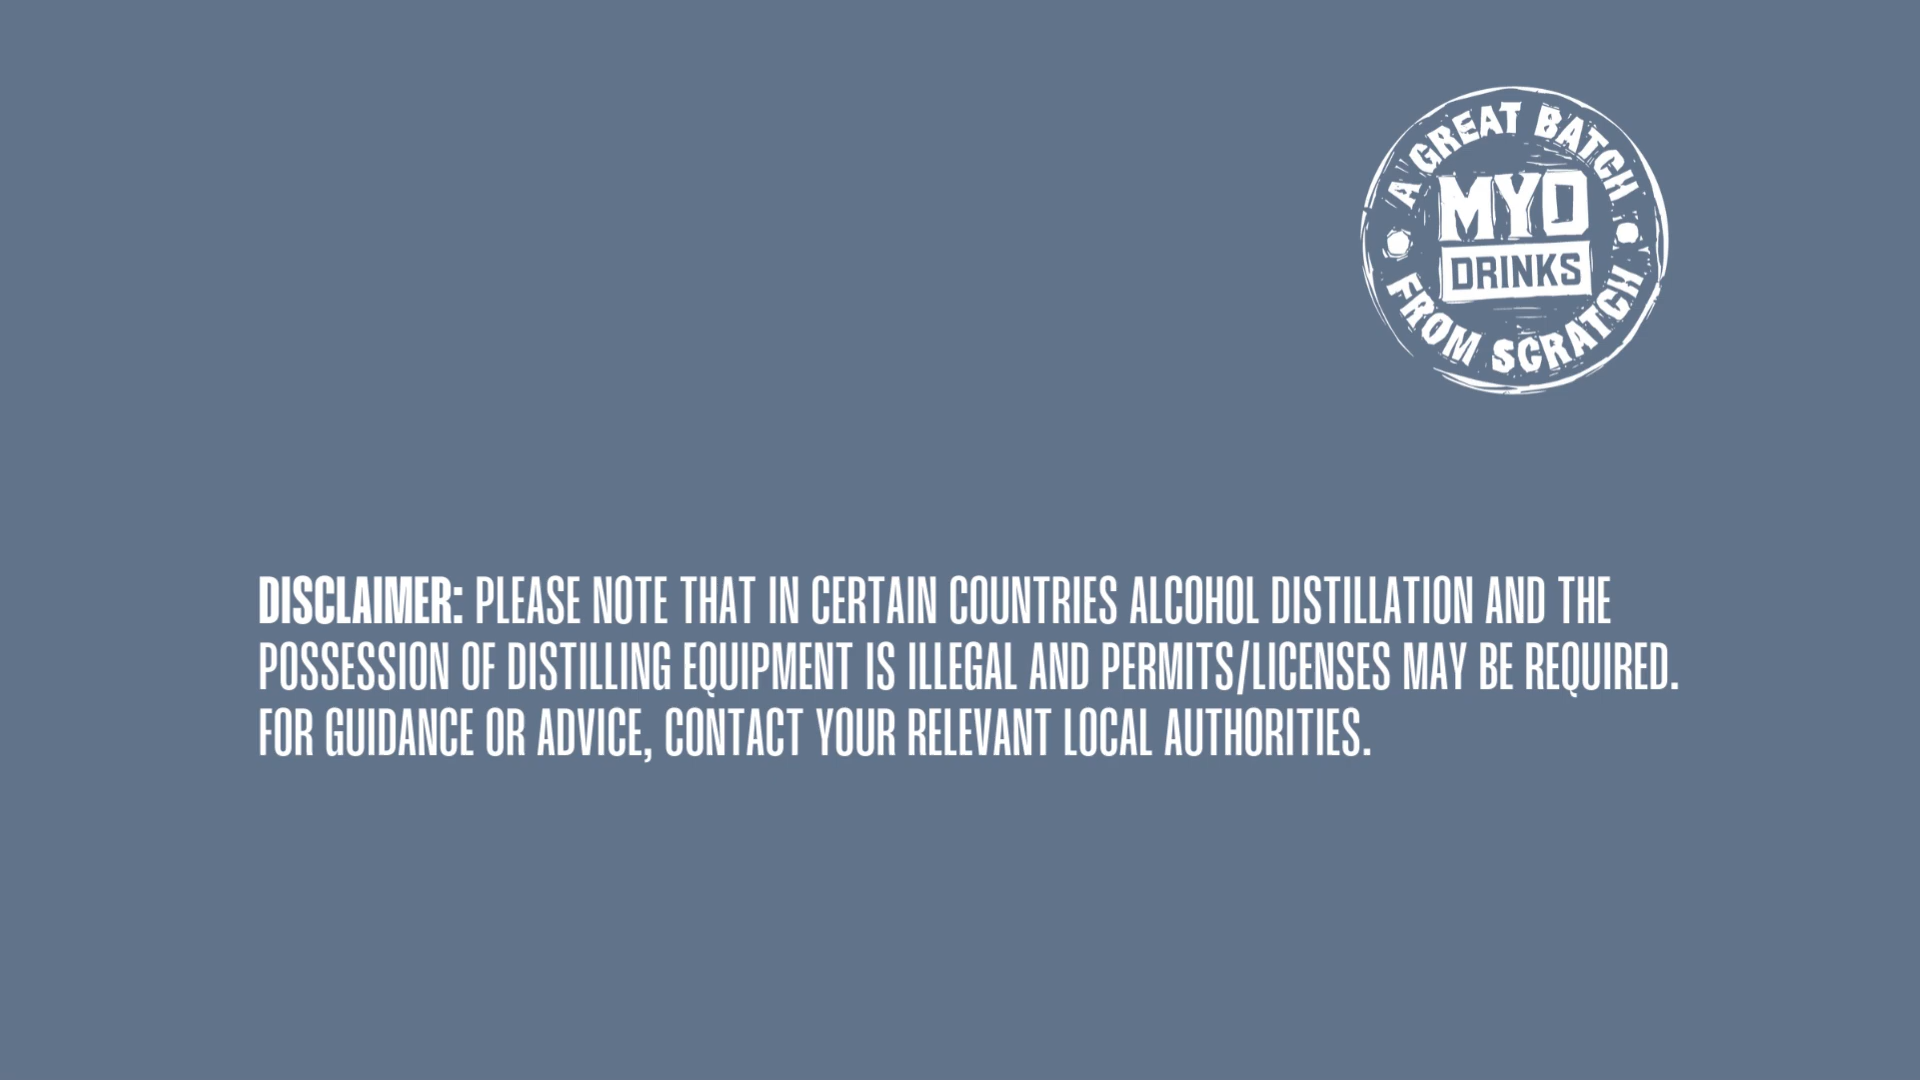 A GREAT BATCH
MYO
DRINKS
FROM SCRATCH
DISCLAIMER: PLEASE NOTE THAT IN CERTAIN COUNTRIES ALCOHOL DISTILLATION AND THE
POSSESSION OF DISTILLING EQUIPMENT IS ILLEGAL AND PERMITS/LICENSES MAY BE REQUIRED.
FOR GUIDANCE OR ADVICE, CONTACT YOUR RELEVANT LOCAL AUTHORITIES.